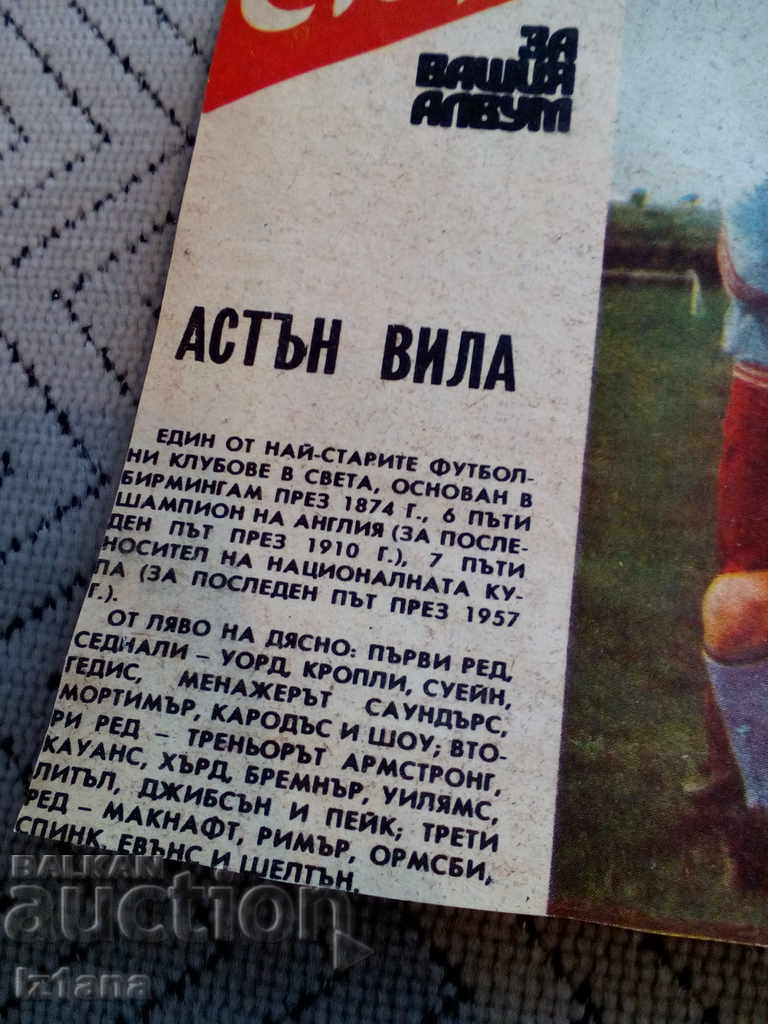 ЗА
ВАШИЯ
АЛБУМ
АСТЪН ВИЛА
ЕДИН ОТ НАЙ-СТАРИТЕ ФУТБОЛ-
НИ КЛУБОВЕ В СВЕТА, ОСНОВАН В
БИРМИНГАМ ПРЕЗ 1874 Г., 6 ПЪТИ
ШАМПИОН НА АНГЛИЯ (ЗА ПОСЛЕ-
ДЕН ПЪТ ПРЕЗ 1910 Г.), 7 ПЪТИ
НОСИТЕЛ НА НАЦИОНАЛНАТА КУ-
ПА (ЗА ПОСЛЕДЕН ПЪТ ПРЕЗ 1957
Г.).
ОТ ЛЯВО НА ДЯСНО: ПЪРВИ РЕД,
СЕДНАЛИ – УОРД, КРОПЛИ, СУЕЙН,
ГЕДИС, МЕНАЖЕРЪТ САУНДЪРС,
МОРТИМЪР, КАРОДЪС И ШОУ; ВТО-
РИ РЕД – ТРЕНЬОРЪТ АРМСТРОНГ,
КАУАНС, ХЪРД, БРЕМНЪР, УИЛЯМС,
ЛИТЪЛ, ДЖИБСЪН И ПЕЙК; ТРЕТИ
РЕД – МАКНАФТ, РИМЪР, ОРМСБИ,
СПИНК, ЕВЪНС И ШЕЛТЪН.
BALKAN
auction
Iz1ana